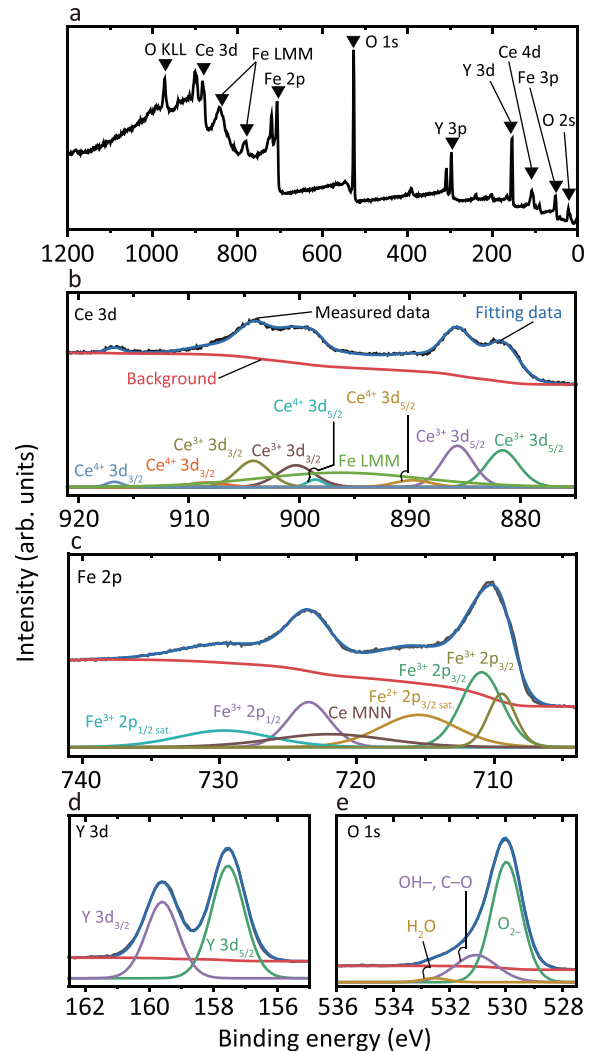 a
O KLL
Ce 3d
Fe LMM
Fe 2p
O 1s
Y 3p
Y 3d
Ce 4d
Fe 3p
O 2s
1200 1000 800 600 400 200 0
b
Ce 3d
Measured data
Fitting data
Background
Ce⁴⁺ 3d₅/₂
Ce⁴⁺ 3d₅/₂
Ce³⁺ 3d₅/₂
Ce³⁺ 3d₅/₂
Ce³⁺ 3d₃/₂
Ce³⁺ 3d₃/₂
Ce⁴⁺ 3d₃/₂
Ce⁴⁺ 3d₃/₂
Fe LMM
920 910 900 890 880
Intensity (arb. units)
c
Fe 2p
Fe³⁺ 2p₃/₂
Fe³⁺ 2p₃/₂
Fe²⁺ 2p₃/₂ sat.
Fe³⁺ 2p₁/₂
Ce MNN
Fe³⁺ 2p₁/₂ sat.
740 730 720 710
d
Y 3d
Y 3d₃/₂
Y 3d₅/₂
162 160 158 156
e
O 1s
OH–, C–O
H₂O
O₂₋
536 534 532 530 528
Binding energy (eV)